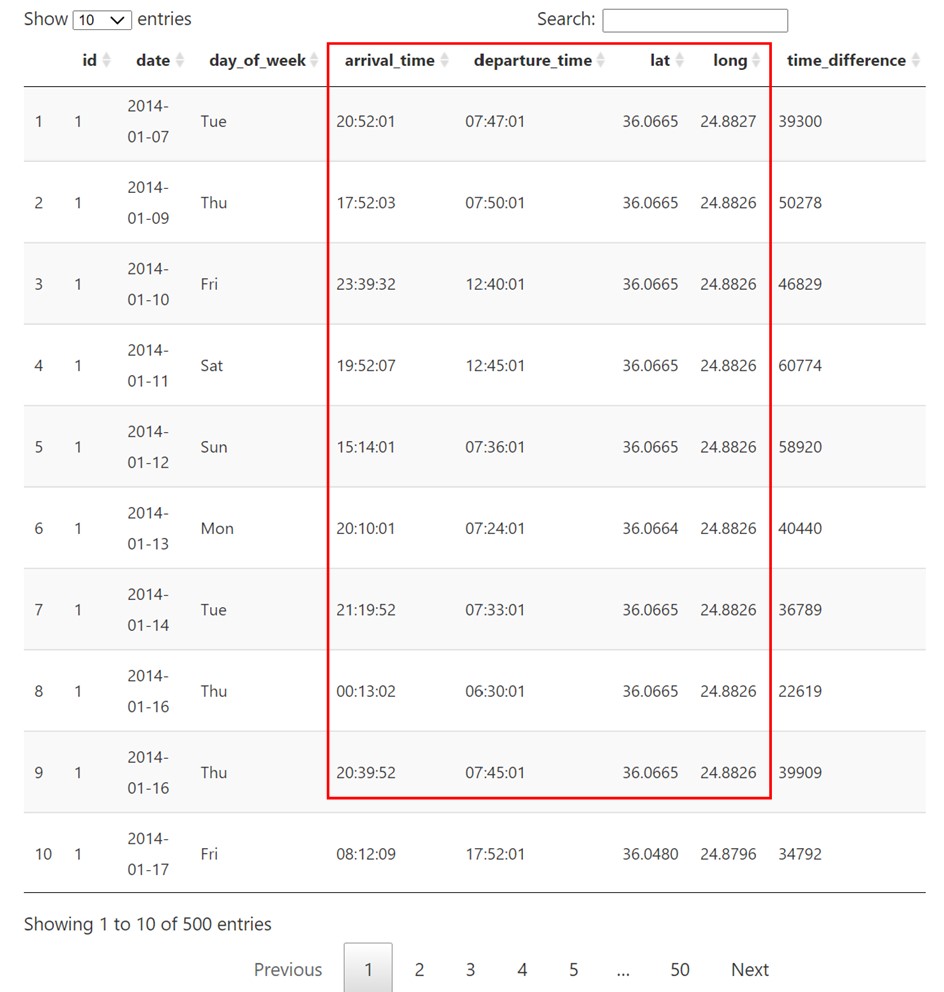 Show 10 entries Search:
id date day_of_week arrival_time departure_time lat long time_difference
1 1 2014-01-07 Tue 20:52:01 07:47:01 36.0665 24.8827 39300
2 1 2014-01-09 Thu 17:52:03 07:50:01 36.0665 24.8826 50278
3 1 2014-01-10 Fri 23:39:32 12:40:01 36.0665 24.8826 46829
4 1 2014-01-11 Sat 19:52:07 12:45:01 36.0665 24.8826 60774
5 1 2014-01-12 Sun 15:14:01 07:36:01 36.0665 24.8826 58920
6 1 2014-01-13 Mon 20:10:01 07:24:01 36.0664 24.8826 40440
7 1 2014-01-14 Tue 21:19:52 07:33:01 36.0665 24.8826 36789
8 1 2014-01-16 Thu 00:13:02 06:30:01 36.0665 24.8826 22619
9 1 2014-01-16 Thu 20:39:52 07:45:01 36.0665 24.8826 39909
10 1 2014-01-17 Fri 08:12:09 17:52:01 36.0480 24.8796 34792
Showing 1 to 10 of 500 entries
Previous 1 2 3 4 5 ... 50 Next